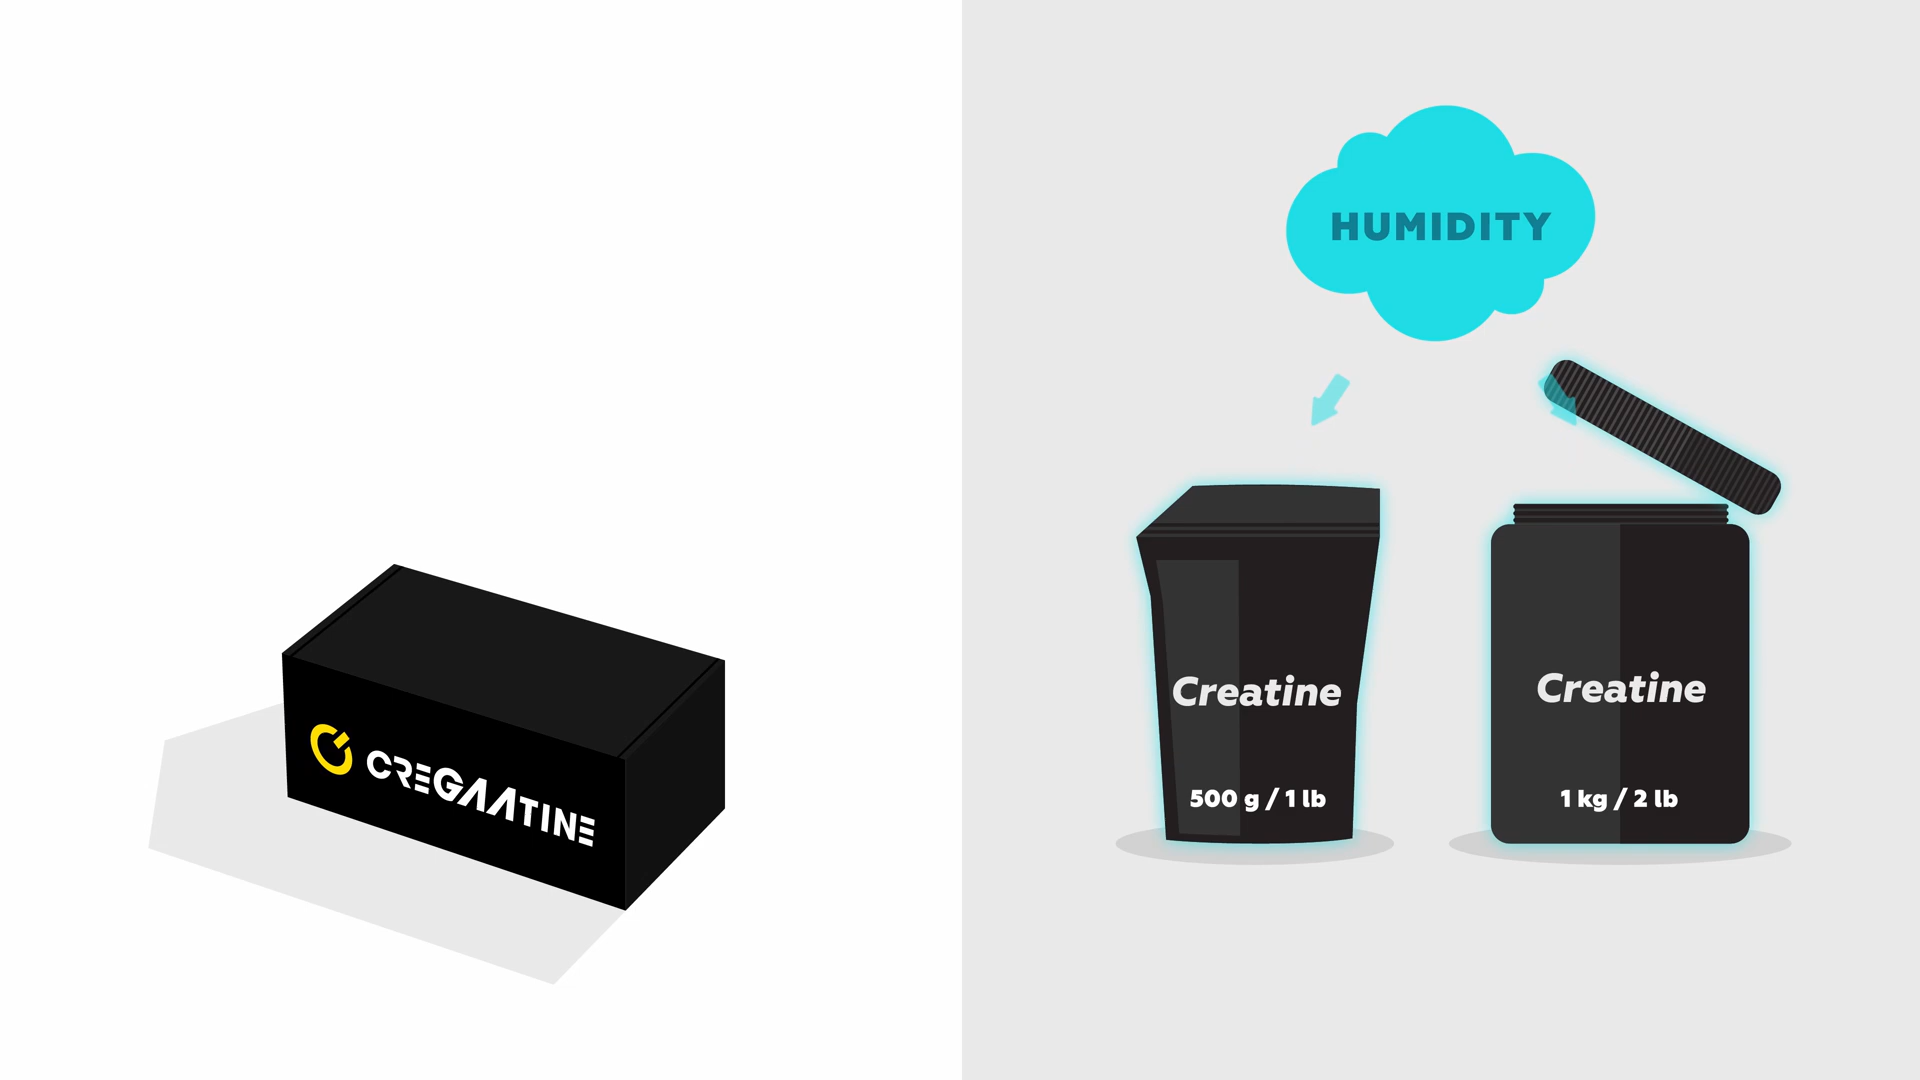 CREGAATINE
HUMIDITY
Creatine
500 g / 1 lb
Creatine
1 kg / 2 lb